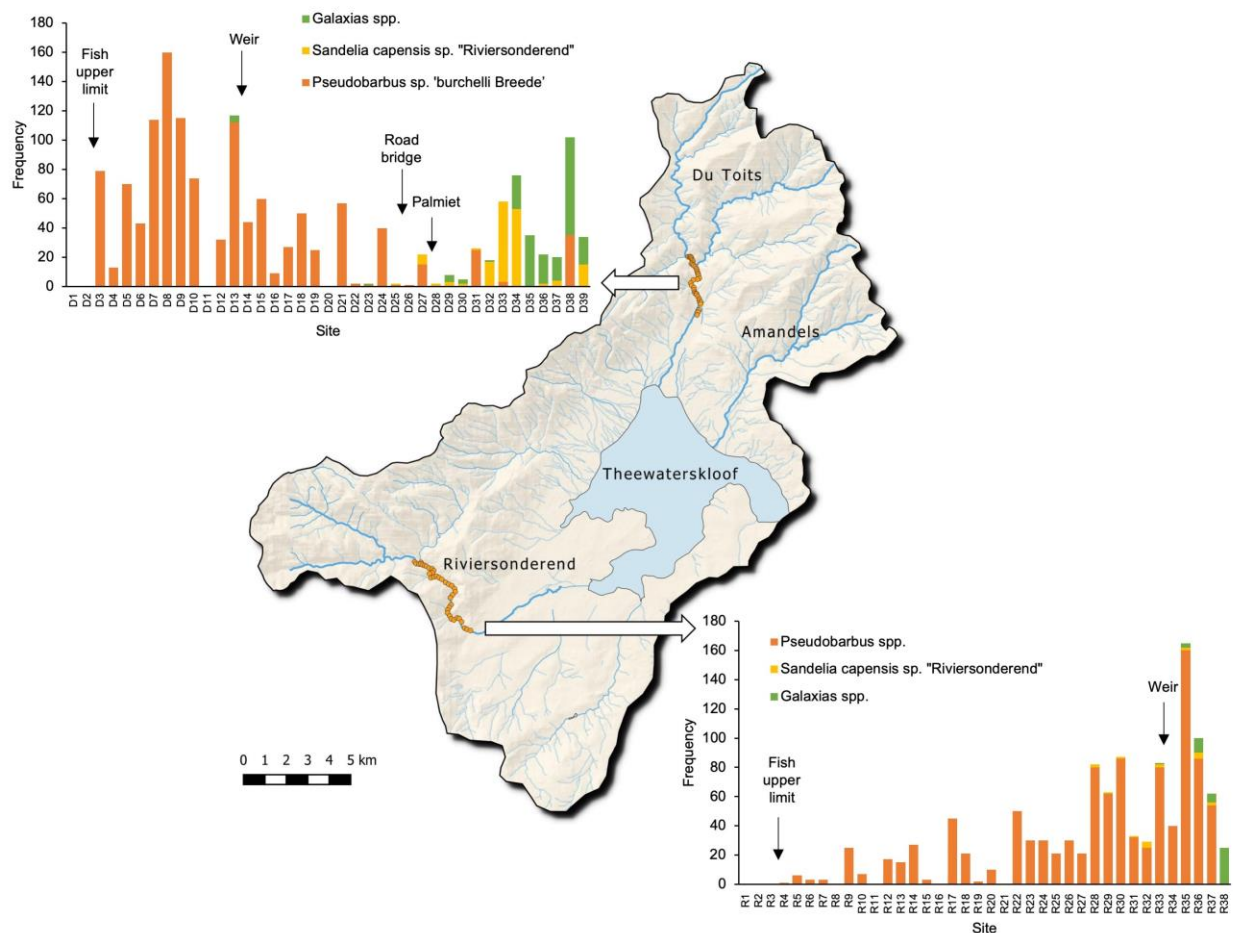 180
160
140
120
100
80
60
40
20
0
Frequency
Fish
upper
limit
Weir
Galaxias spp.
Sandelia capensis sp. "Riviersonderend"
Pseudobarbus sp. 'burchelli Breede'
Road
bridge
Palmiet
D1
D2
D3
D4
D5
D6
D7
D8
D9
D10
D11
D12
D13
D14
D15
D16
D17
D18
D19
D20
D21
D22
D23
D24
D25
D26
D27
D28
D29
D30
D31
D32
D33
D34
D35
D36
D37
D38
D39
Site
Du Toits
Amandels
Theewaterskloof
Riviersonderend
0 1 2 3 4 5 km
180
160
140
120
100
80
60
40
20
0
Frequency
Pseudobarbus spp.
Sandelia capensis sp. "Riviersonderend"
Galaxias spp.
Fish
upper
limit
Weir
R1
R2
R3
R4
R5
R6
R7
R8
R9
R10
R11
R12
R13
R14
R15
R16
R17
R18
R19
R20
R21
R22
R23
R24
R25
R26
R27
R28
R29
R30
R31
R32
R33
R34
R35
R36
R37
R38
Site